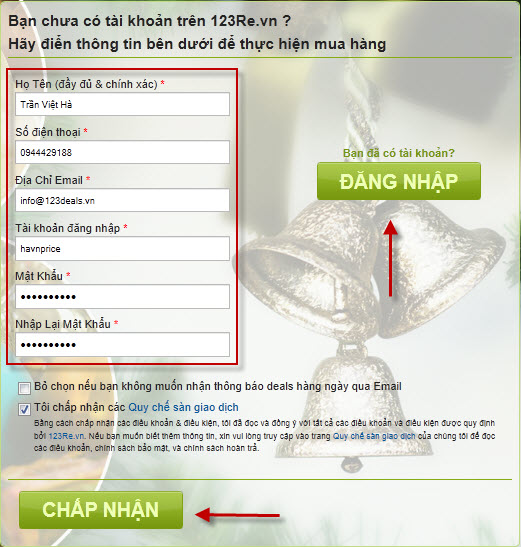 Bạn chưa có tài khoản trên 123Re.vn ?
Hãy điền thông tin bên dưới để thực hiện mua hàng
Họ Tên (đầy đủ & chính xác) *
Trần Việt Hà
Số điện thoại *
0944429188
Địa Chỉ Email *
info@123deals.vn
Tài khoản đăng nhập *
havnprice
Mật Khẩu *
••••••••••
Nhập Lại Mật Khẩu *
••••••••••
Bạn đã có tài khoản?
ĐĂNG NHẬP
Bỏ chọn nếu bạn không muốn nhận thông báo deals hàng ngày qua Email
Tôi chấp nhận các Quy chế sàn giao dịch
Bằng cách chấp nhận các điều khoản & điều kiện, tôi đã đọc và đồng ý với tất cả các điều khoản và điều kiện được quy định
bởi 123Re.vn. Nếu bạn muốn biết thêm thông tin, xin vui lòng truy cập vào trang Quy chế sàn giao dịch của chúng tôi để đọc
các điều khoản, chính sách bảo mật, và chính sách hoàn trả.
CHẤP NHẬN